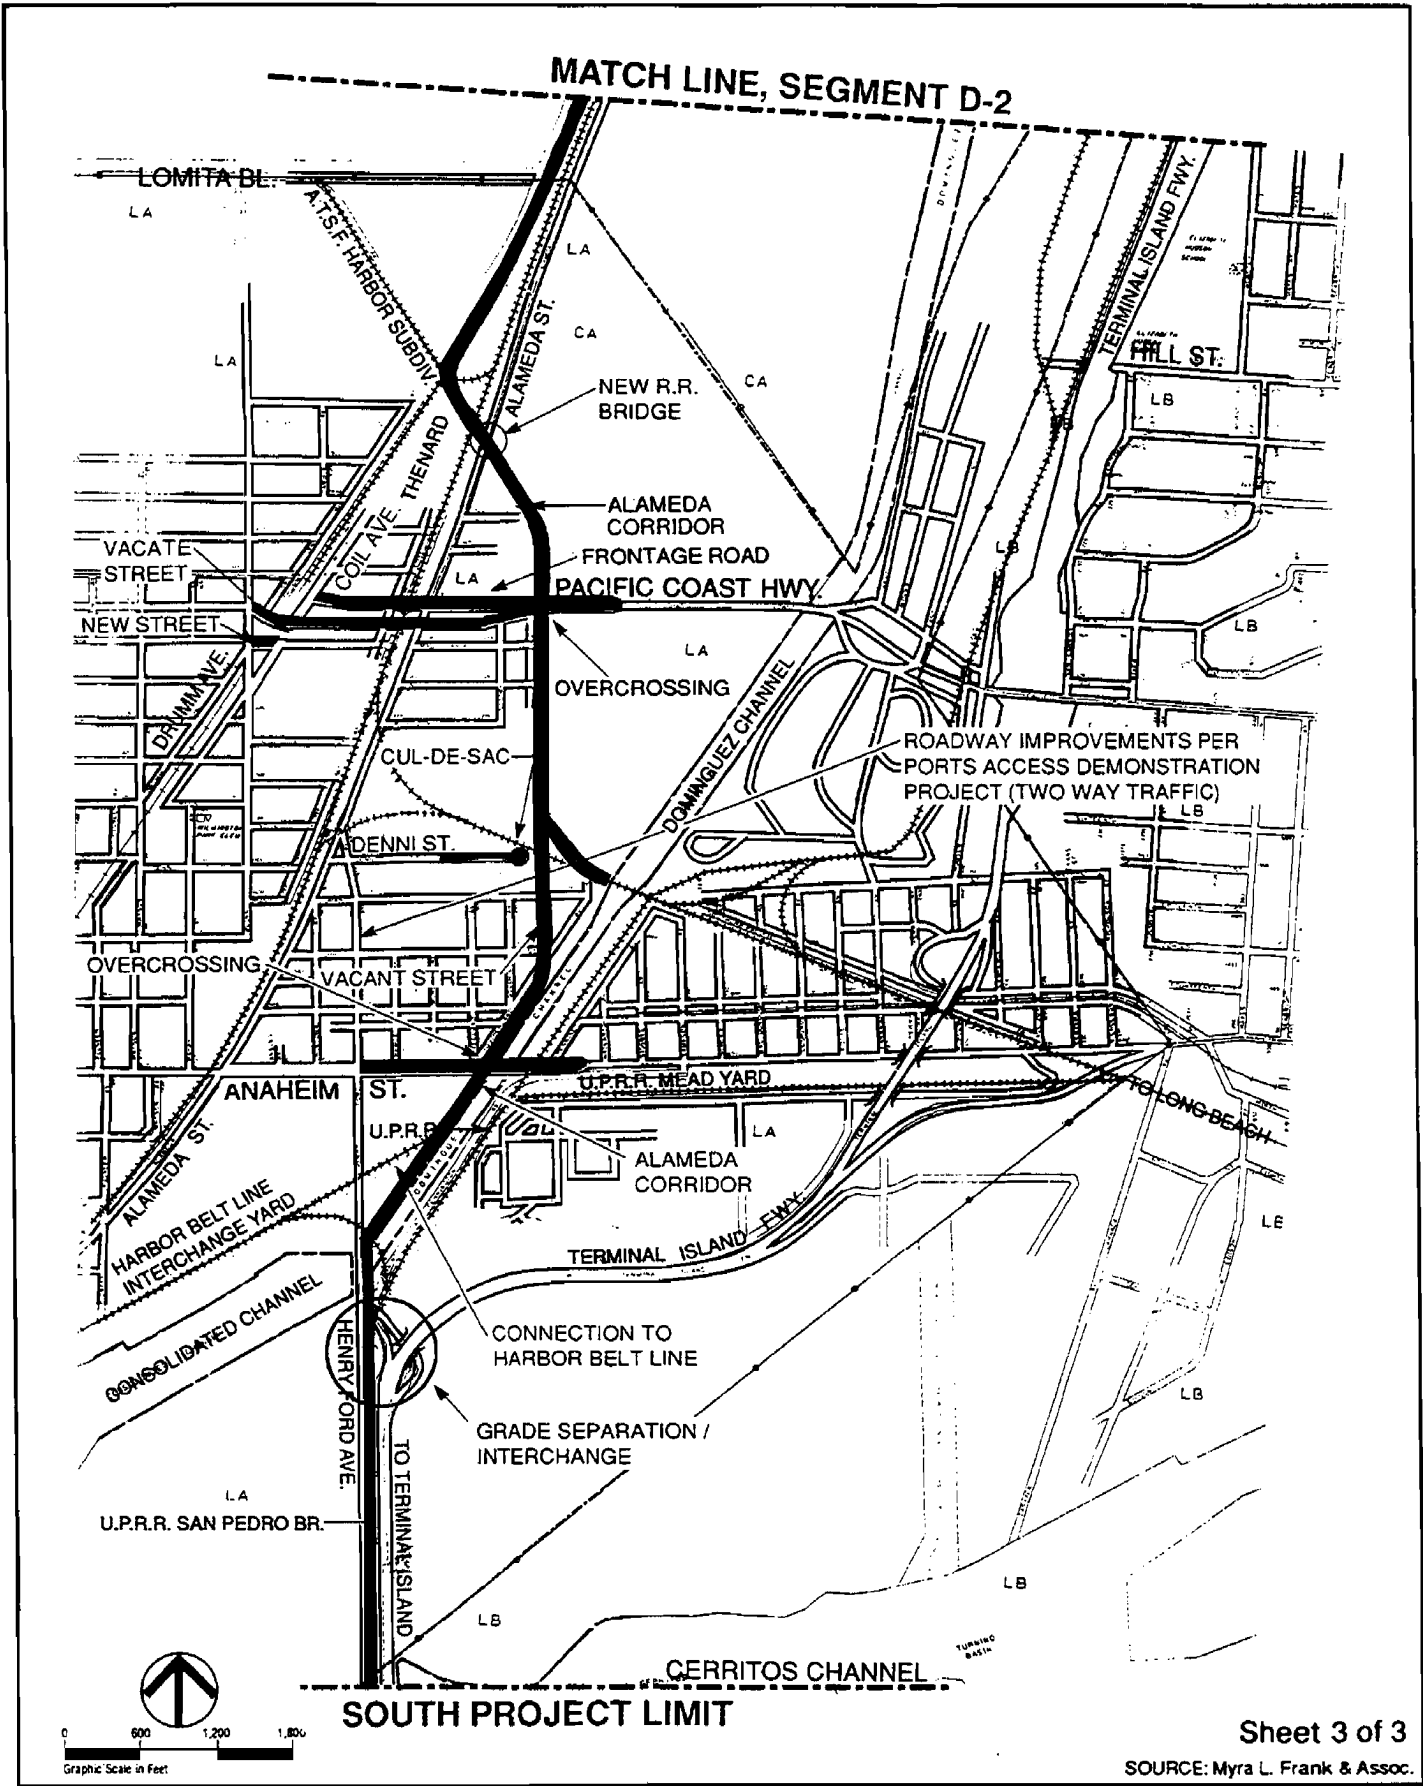 MATCH LINE, SEGMENT D-2
LOMITA BL.
LA
A.T.S.F. HARBOR SUBDIV.
LA
ALAMEDA ST.
CA
TERMINAL ISLAND FWY.
HILL ST.
LA
CA
LB
NEW R.R.
BRIDGE
THENARD
COIL AVE.
ALAMEDA
CORRIDOR
VACATE
STREET
FRONTAGE ROAD
LA
PACIFIC COAST HWY
LB
NEW STREET
LB
LA
DRUMM AVE.
OVERCROSSING
DOMINGUEZ CHANNEL
CUL-DE-SAC
ROADWAY IMPROVEMENTS PER
PORTS ACCESS DEMONSTRATION
PROJECT (TWO WAY TRAFFIC)
LB
DENNI ST.
OVERCROSSING
VACANT STREET
CHANNEL
ANAHEIM ST.
U.P.R.R. MEAD YARD
TO LONG BEACH
U.P.R.R.
LA
ALAMEDA
CORRIDOR
ALAMEDA ST.
HARBOR BELT LINE
INTERCHANGE YARD
TERMINAL ISLAND FWY.
CONSOLIDATED CHANNEL
CONNECTION TO
HARBOR BELT LINE
HENRY FORD AVE.
LB
GRADE SEPARATION /
INTERCHANGE
TO TERMINAL ISLAND
LA
U.P.R.R. SAN PEDRO BR.
LB
LB
TURNING
BASIN
CERRITOS CHANNEL
SOUTH PROJECT LIMIT
0 600 1,200 1,800
Graphic Scale in Feet
Sheet 3 of 3
SOURCE: Myra L. Frank & Assoc.